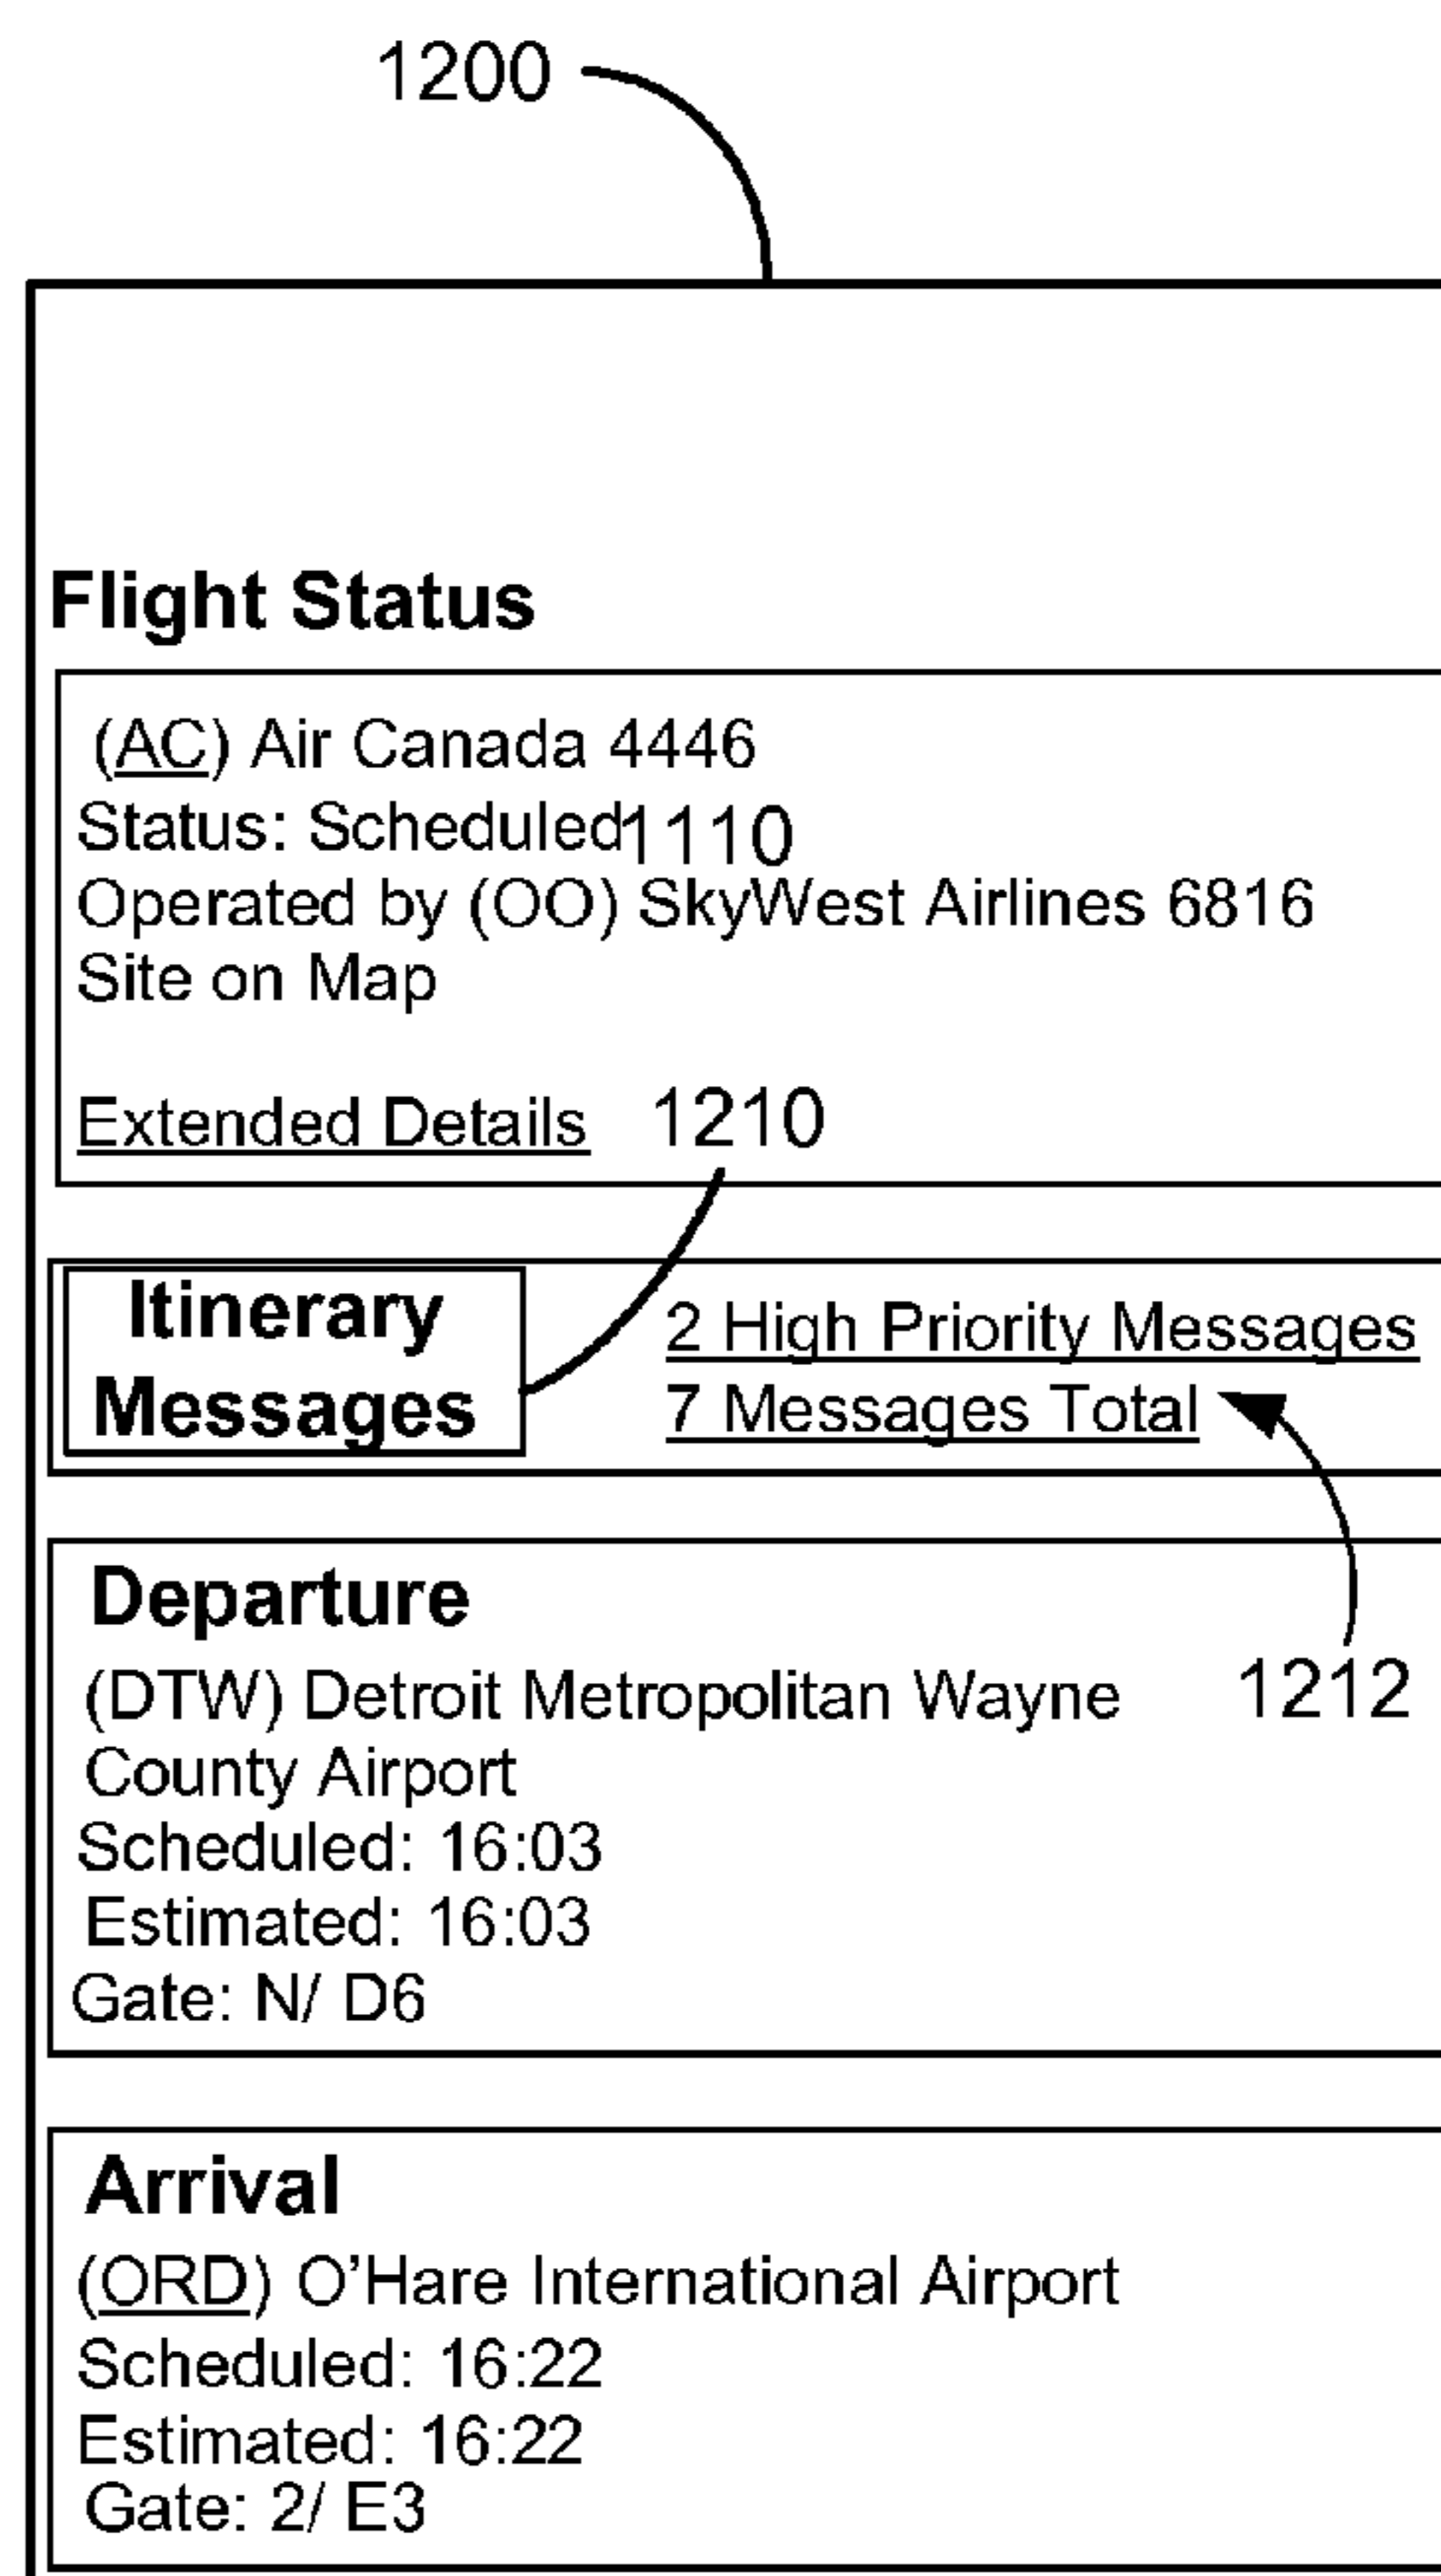 1200
Flight Status
(AC) Air Canada 4446
Status: Scheduled 1110
Operated by (OO) SkyWest Airlines 6816
Site on Map
Extended Details 1210
Itinerary
Messages
2 High Priority Messages
7 Messages Total
Departure
(DTW) Detroit Metropolitan Wayne
1212
County Airport
Scheduled: 16:03
Estimated: 16:03
Gate: N/ D6
Arrival
(ORD) O'Hare International Airport
Scheduled: 16:22
Estimated: 16:22
Gate: 2/ E3